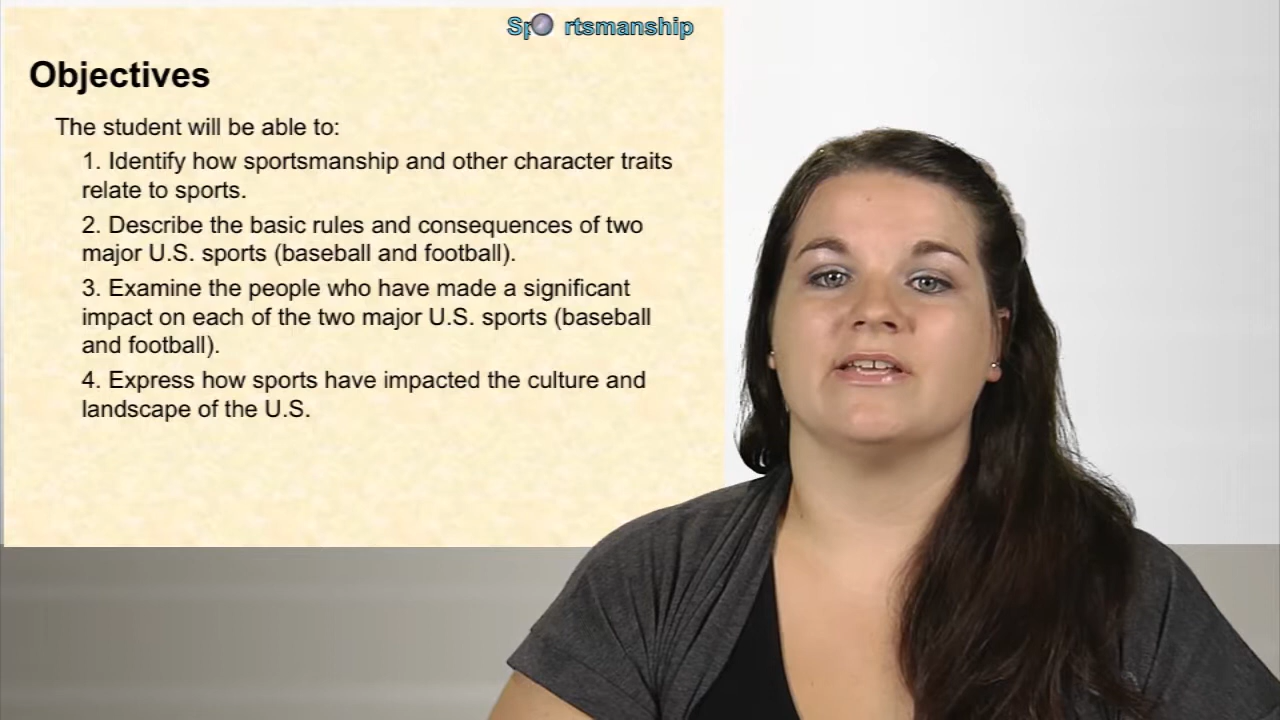 Sportsmanship
Objectives
The student will be able to:
1. Identify how sportsmanship and other character traits
relate to sports.
2. Describe the basic rules and consequences of two
major U.S. sports (baseball and football).
3. Examine the people who have made a significant
impact on each of the two major U.S. sports (baseball
and football).
4. Express how sports have impacted the culture and
landscape of the U.S.